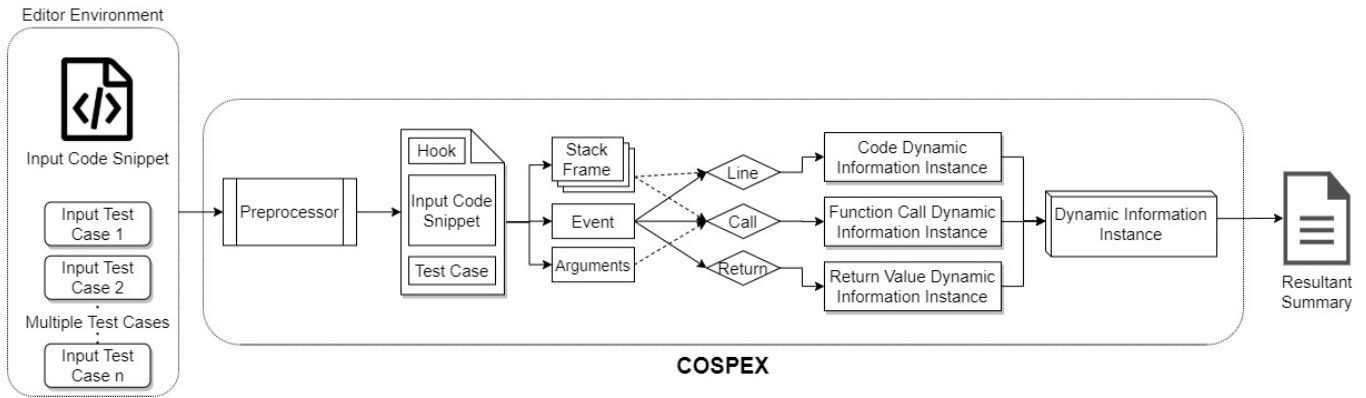 Editor Environment
Input Code Snippet
Input Test
Case 1
Input Test
Case 2
Multiple Test Cases
Input Test
Case n
Preprocessor
Hook
Input Code
Snippet
Test Case
Stack
Frame
Event
Arguments
Line
Call
Return
Code Dynamic
Information Instance
Function Call Dynamic
Information Instance
Return Value Dynamic
Information Instance
Dynamic Information
Instance
Resultant
Summary
COSPEX